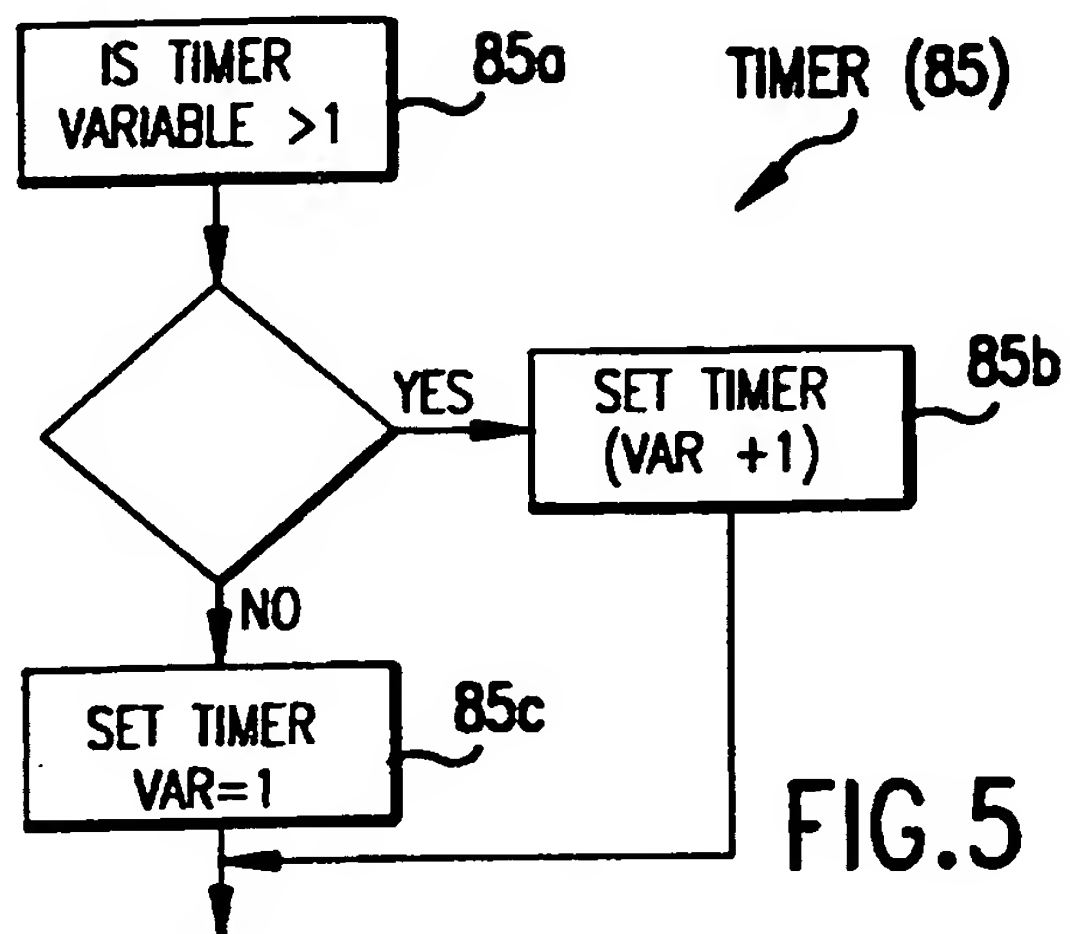 IS TIMER
VARIABLE >1
85a
TIMER (85)
YES
SET TIMER
(VAR +1)
85b
NO
SET TIMER
VAR=1
85c
FIG.5